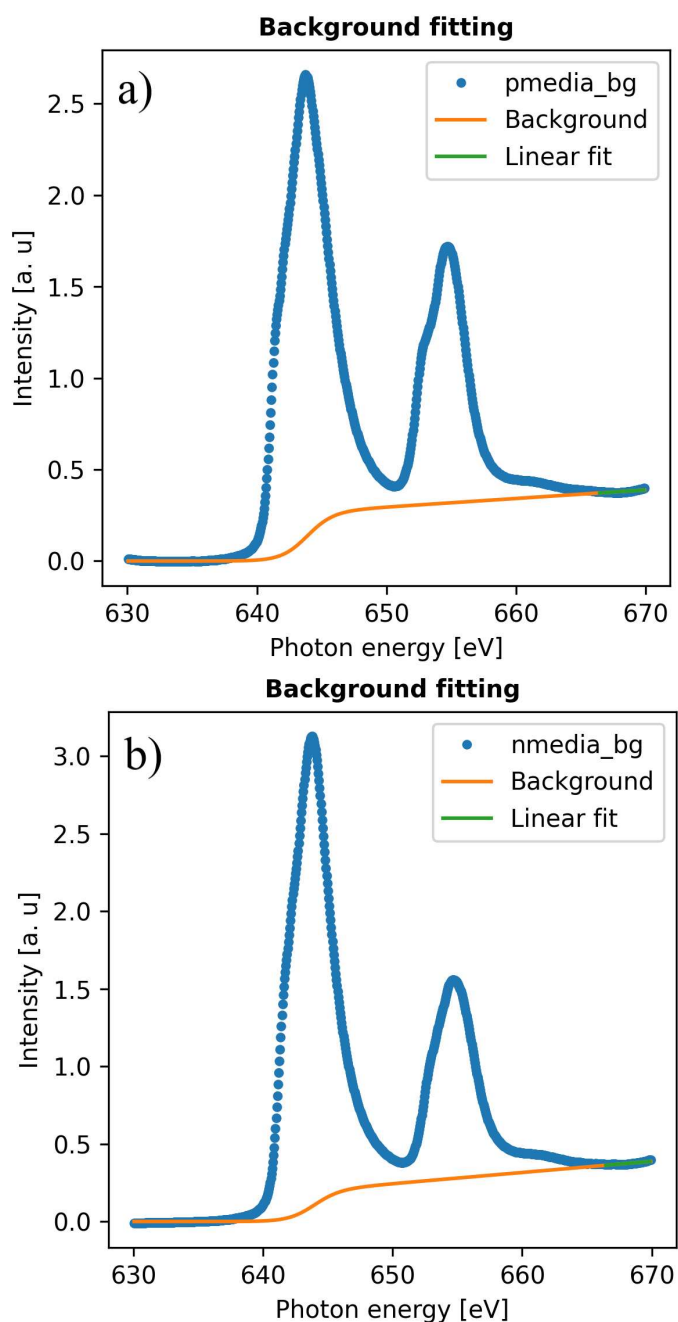 Background fitting
a)
pmedia_bg
Background
Linear fit
2.5
2.0
1.5
1.0
0.5
0.0
Intensity [a. u]
630 640 650 660 670
Photon energy [eV]
Background fitting
b)
nmedia_bg
Background
Linear fit
3.0
2.5
2.0
1.5
1.0
0.5
0.0
Intensity [a. u]
630 640 650 660 670
Photon energy [eV]